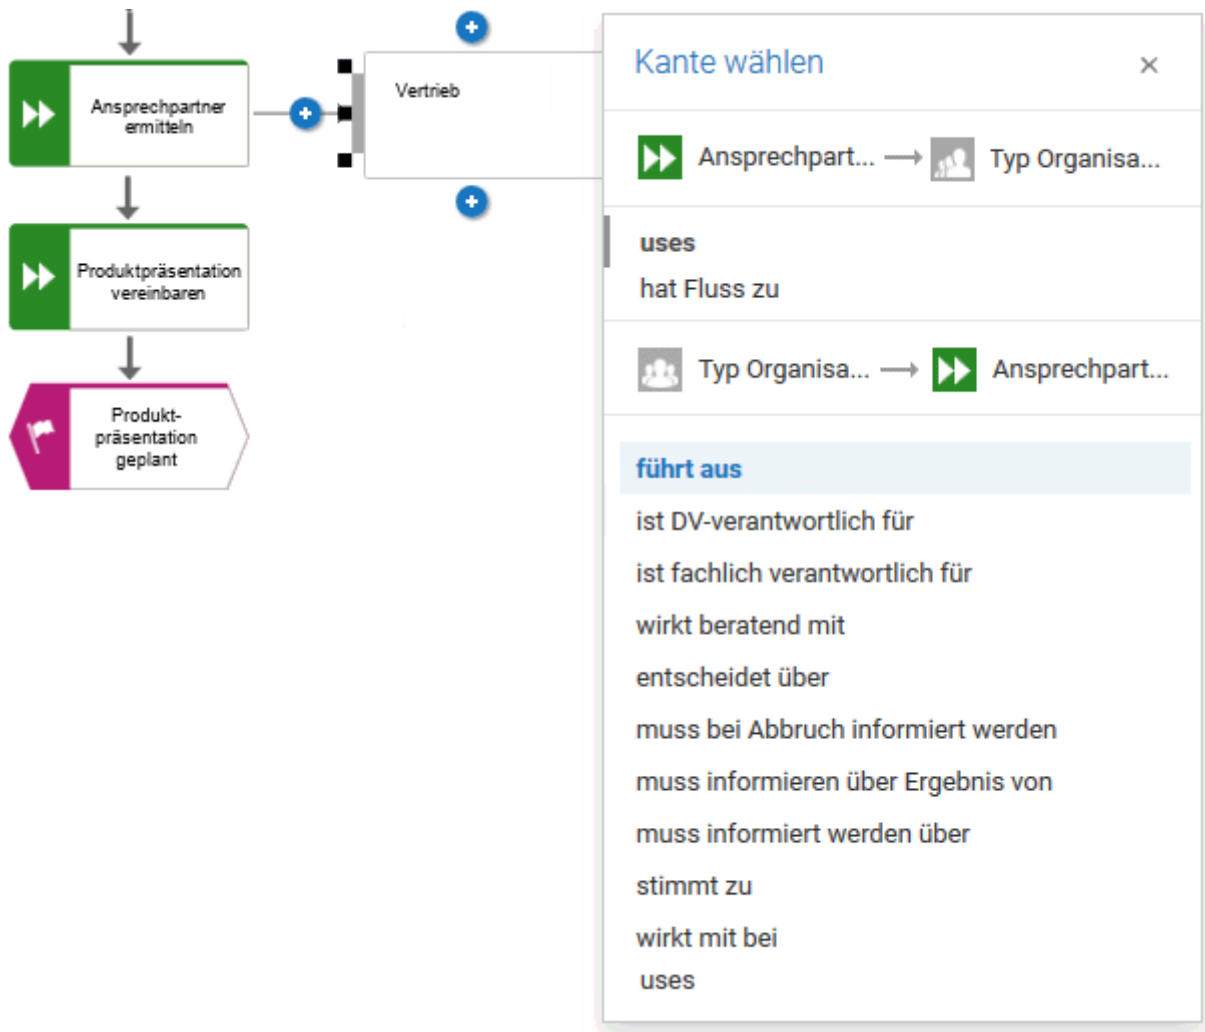 Ansprechpartner
ermitteln
Vertrieb
Produktpräsentation
vereinbaren
Produkt-
präsentation
geplant
Kante wählen
Ansprechpart... Typ Organisa...
uses
hat Fluss zu
Typ Organisa... Ansprechpart...
führt aus
ist DV-verantwortlich für
ist fachlich verantwortlich für
wirkt beratend mit
entscheidet über
muss bei Abbruch informiert werden
muss informieren über Ergebnis von
muss informiert werden über
stimmt zu
wirkt mit bei
uses